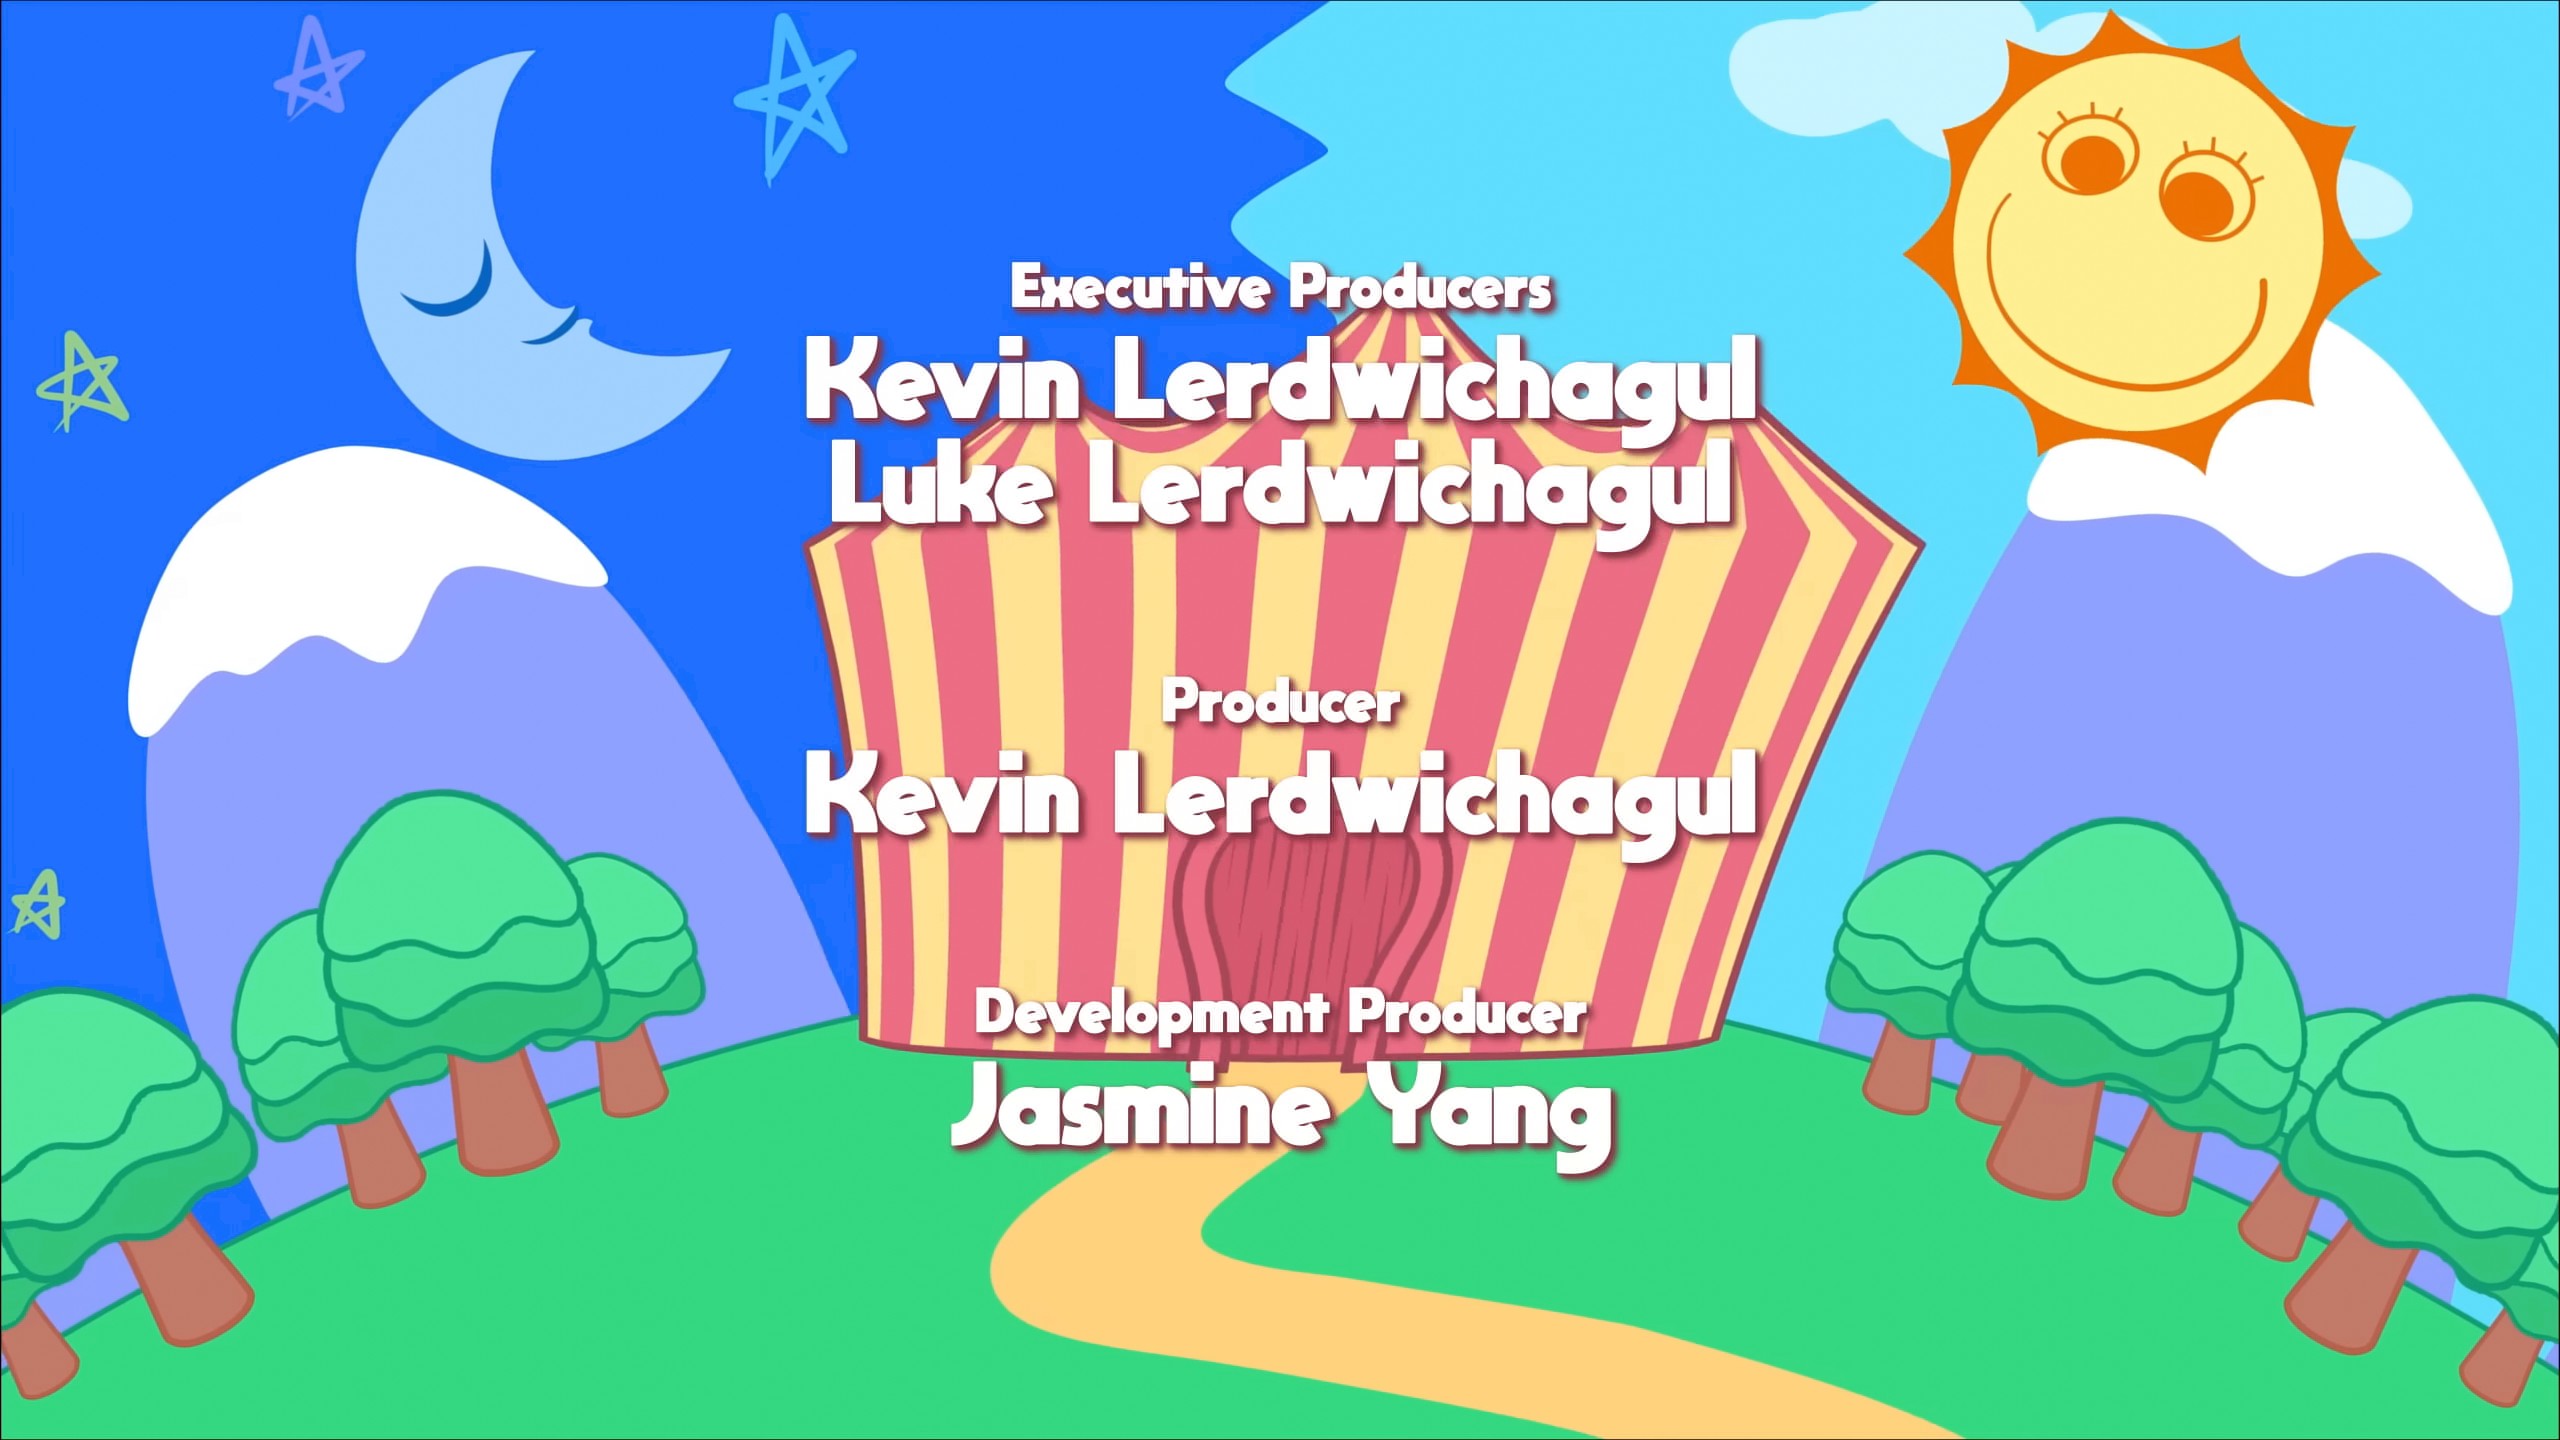 Executive Producers
Kevin Lerdwichagul
Luke Lerdwichagul
Producer
Kevin Lerdwichagul
Development Producer
Jasmine Yang